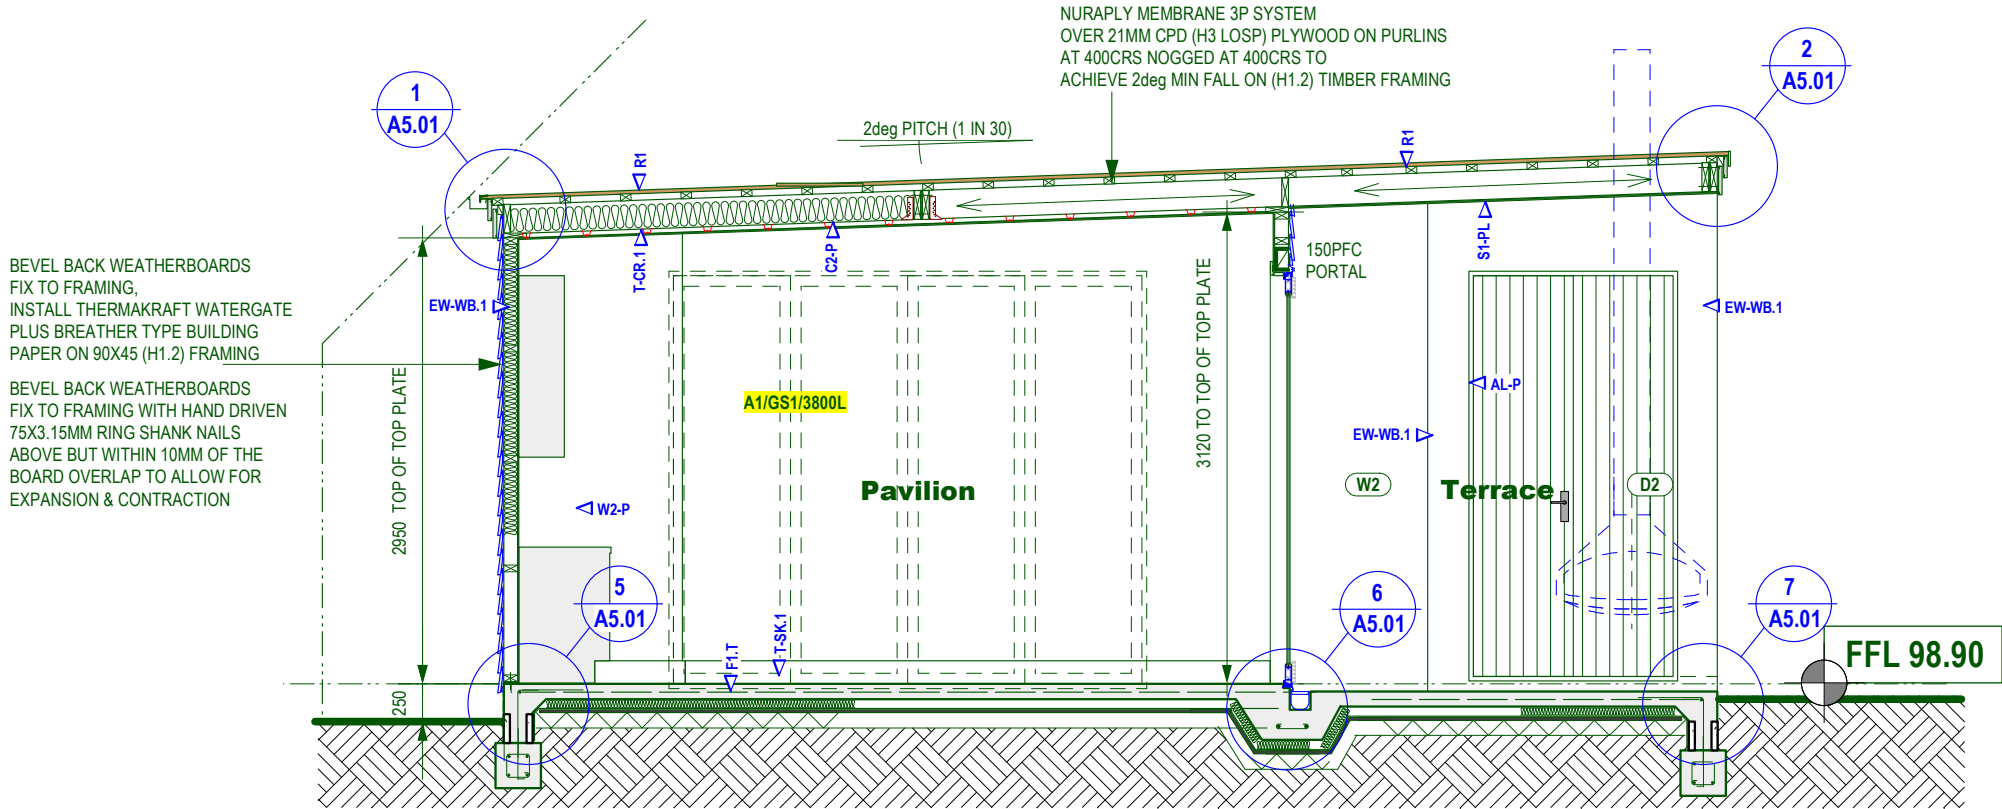 NURAPLY MEMBRANE 3P SYSTEM
OVER 21MM CPD (H3 LOSP) PLYWOOD ON PURLINS
AT 400CRS NOGGED AT 400CRS TO
ACHIEVE 2deg MIN FALL ON (H1.2) TIMBER FRAMING
1
A5.01
2
A5.01
2deg PITCH (1 IN 30)
R1
R1
T-CR.1
C2-P
S1-PL
150PFC
PORTAL
BEVEL BACK WEATHERBOARDS
FIX TO FRAMING,
INSTALL THERMAKRAFT WATERGATE
PLUS BREATHER TYPE BUILDING
PAPER ON 90X45 (H1.2) FRAMING
BEVEL BACK WEATHERBOARDS
FIX TO FRAMING WITH HAND DRIVEN
75X3.15MM RING SHANK NAILS
ABOVE BUT WITHIN 10MM OF THE
BOARD OVERLAP TO ALLOW FOR
EXPANSION & CONTRACTION
EW-WB.1
EW-WB.1
2950 TOP OF TOP PLATE
3120 TO TOP OF TOP PLATE
A1/GS1/3800L
AL-P
EW-WB.1
Pavilion
W2
Terrace
D2
W2-P
5
A5.01
6
A5.01
7
A5.01
F1.T
T-SK.1
FFL 98.90
250